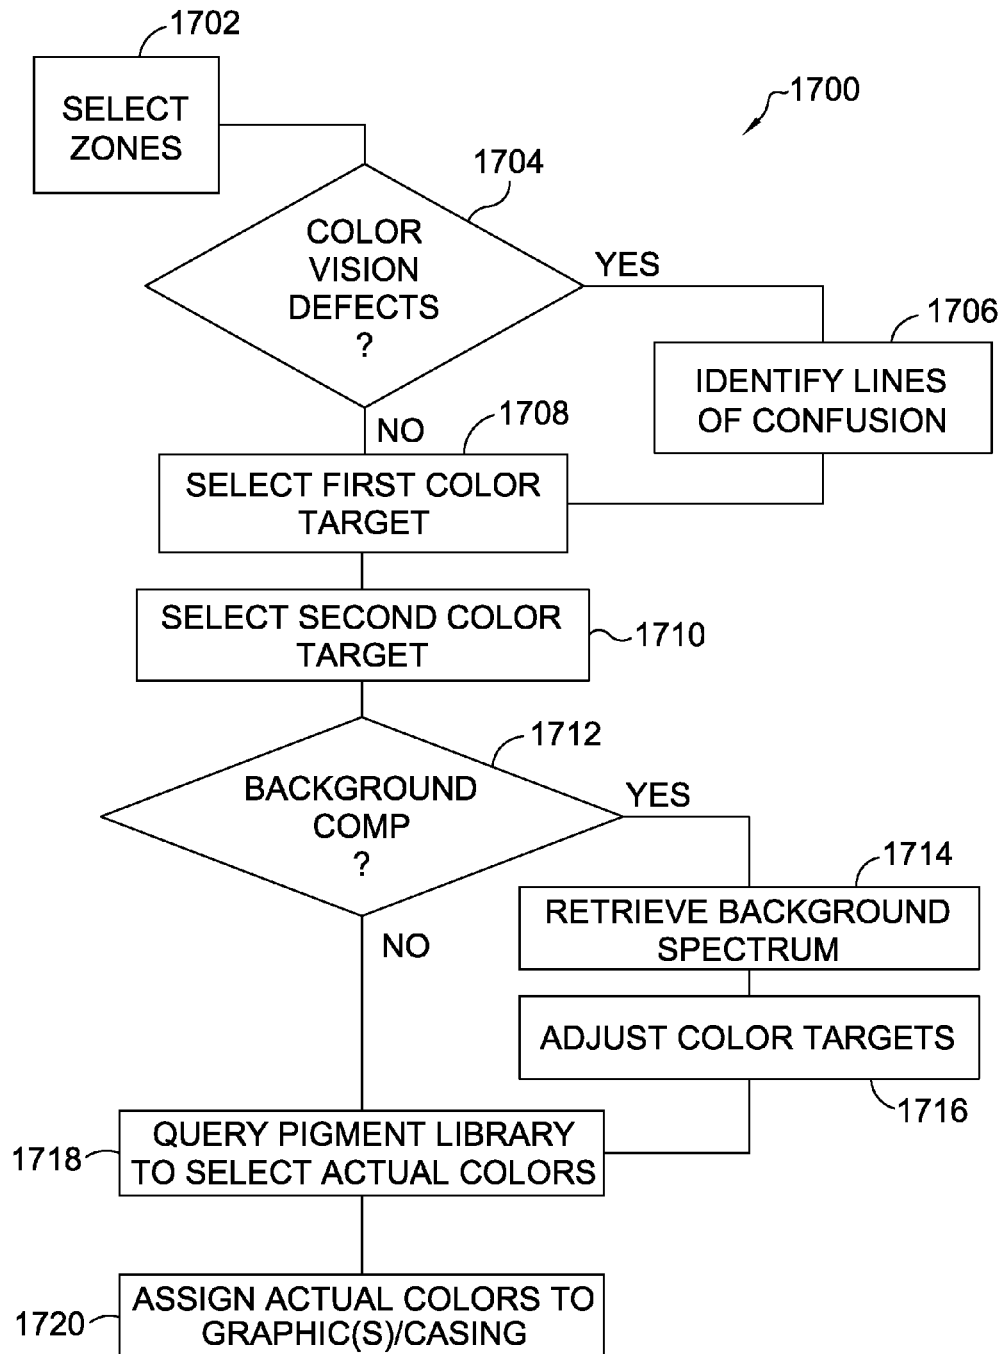 1702
SELECT
ZONES
1700
1704
COLOR
VISION
DEFECTS
?
YES
1706
IDENTIFY LINES
OF CONFUSION
NO
1708
SELECT FIRST COLOR
TARGET
SELECT SECOND COLOR
TARGET
1710
1712
BACKGROUND
COMP
?
YES
1714
RETRIEVE BACKGROUND
SPECTRUM
NO
ADJUST COLOR TARGETS
1716
1718
QUERY PIGMENT LIBRARY
TO SELECT ACTUAL COLORS
1720
ASSIGN ACTUAL COLORS TO
GRAPHIC(S)/CASING